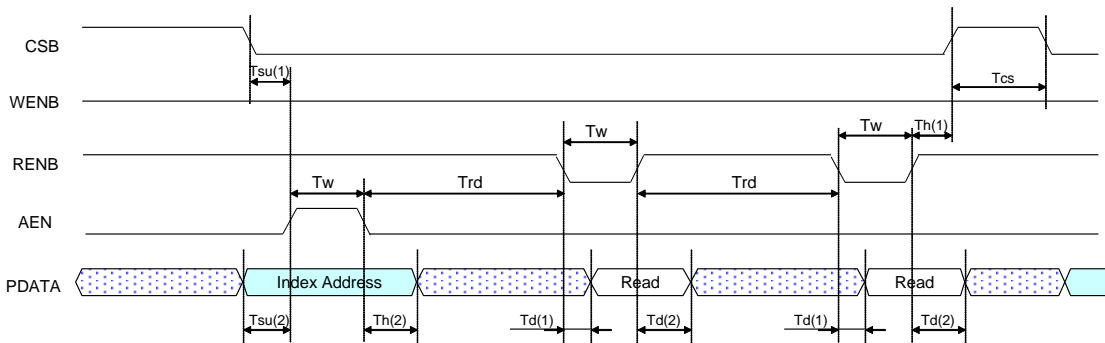 CSB
Tsu(1)
Tcs
WENB
Tw
Tw
Th(1)
RENB
Tw
Trd
Trd
AEN
PDATA
Index Address
Read
Read
Tsu(2)
Th(2)
Td(1)
Td(2)
Td(1)
Td(2)